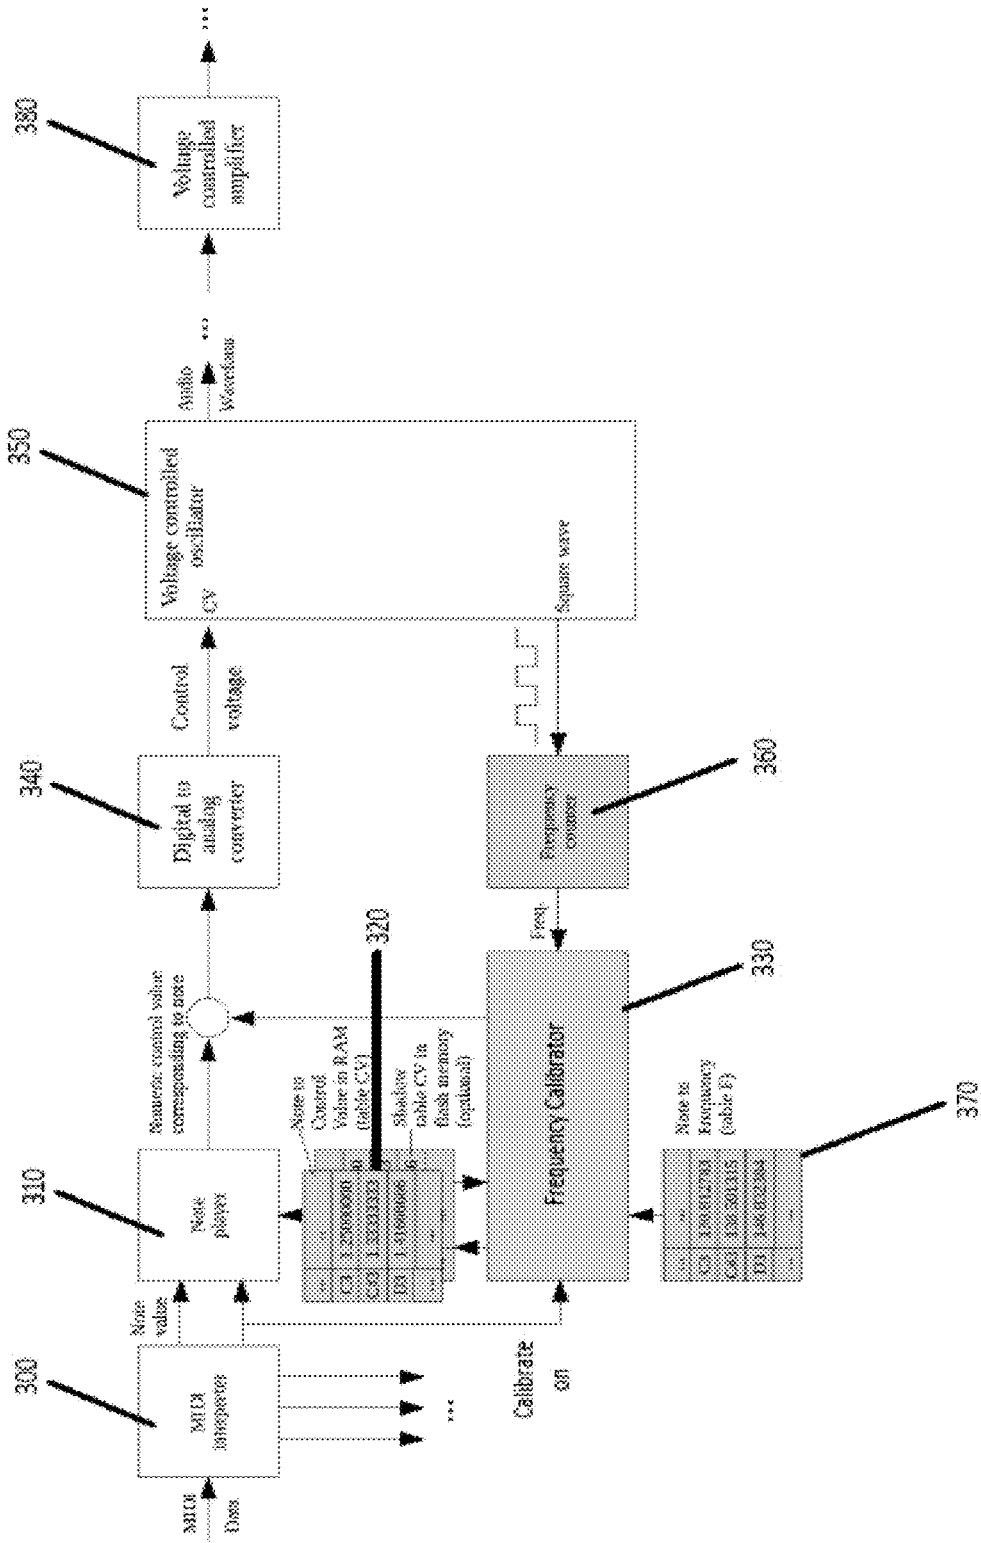 MIDI
Data
300
MIDI
interpreter
...
Note
value
Calibrate
on
310
Note
player
Numeric control value
corresponding to note
Note to
Control
Value in RAM
(table CV)
320
Shadow
table CV in
flash memory
(optional)
C3
C#3
D3
330
Frequency Calibrator
Note to
Frequency
(table F)
370
C3
C#3
D3
340
Digital to
analog
converter
Control
voltage
Freq.
360
Frequency
counter
350
Voltage controlled
oscillator
CV
Square wave
Audio
Waveform
...
380
Voltage
controlled
amplifier
...